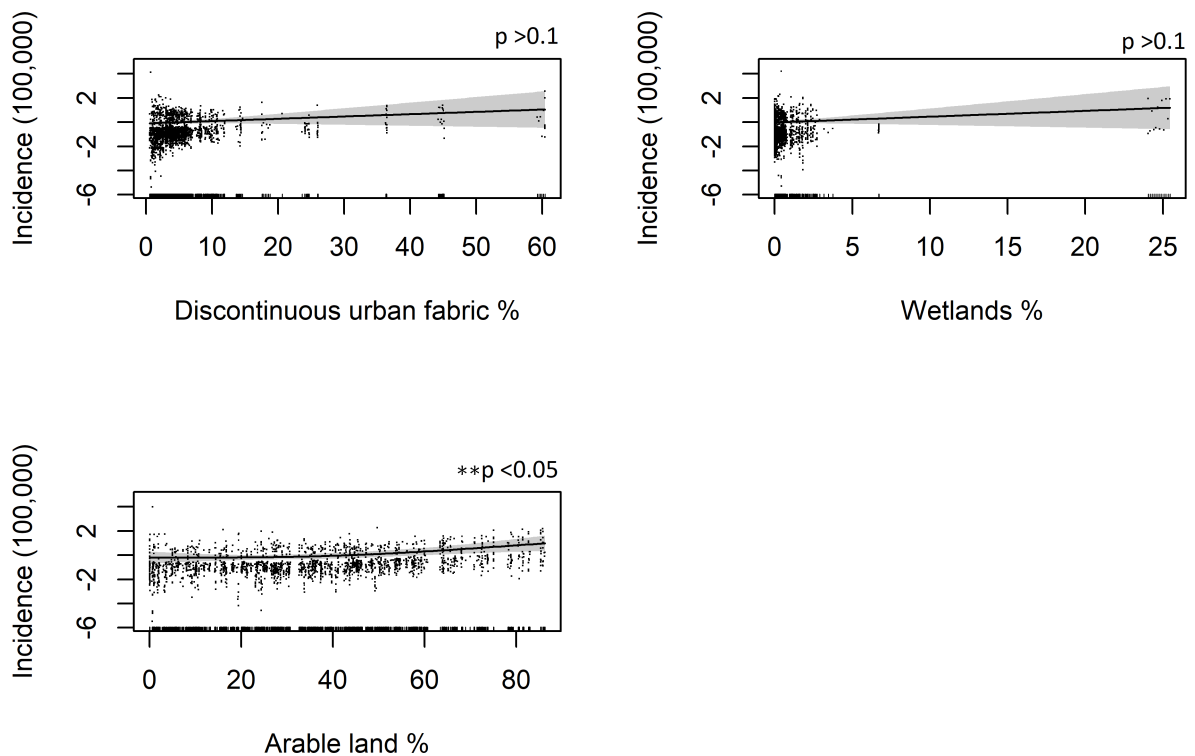 p >0.1
Incidence (100,000)
2
-2
-6
0 10 20 30 40 50 60
Discontinuous urban fabric %
p >0.1
Incidence (100,000)
2
-2
-6
0 5 10 15 20 25
Wetlands %
**p <0.05
Incidence (100,000)
2
-2
-6
0 20 40 60 80
Arable land %